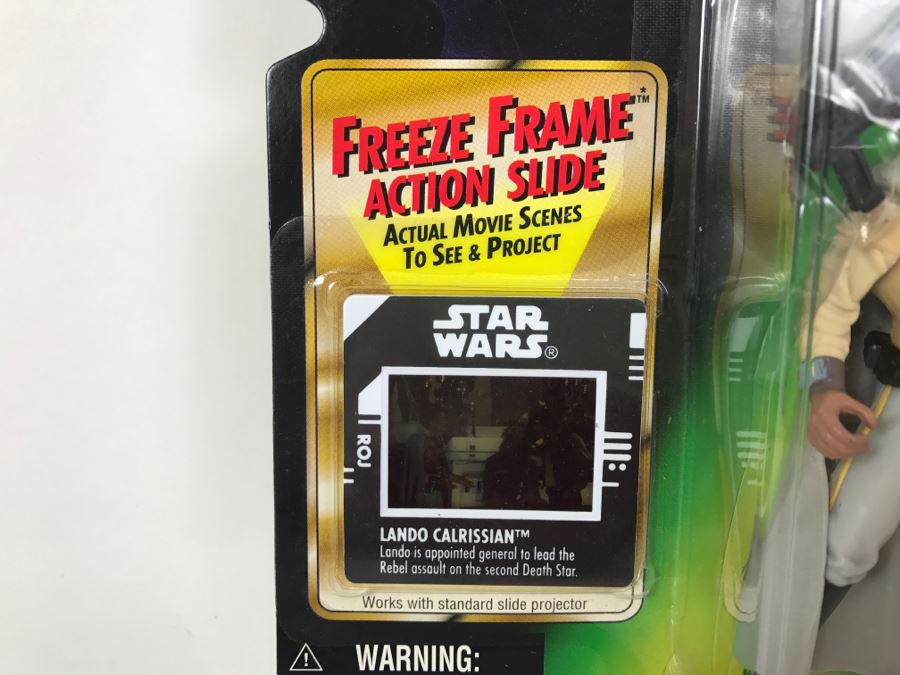 FREEZE FRAME™*
ACTION SLIDE
ACTUAL MOVIE SCENES
TO SEE & PROJECT
STAR
WARS®
ROJ
LANDO CALRISSIAN™
Lando is appointed general to lead the
Rebel assault on the second Death Star.
Works with standard slide projector
WARNING: